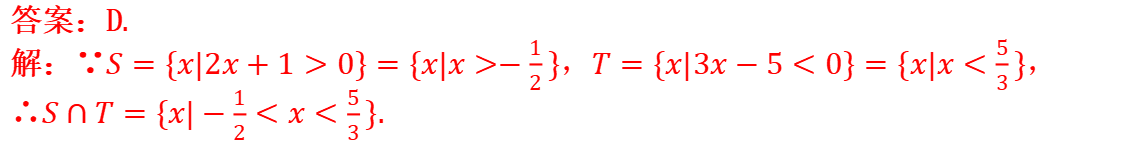 答案：D.
解：∵S = {x|2x + 1 > 0} = {x|x >− 1/2}，T = {x|3x − 5 < 0} = {x|x < 5/3}，
∴S ∩ T = {x| − 1/2 < x < 5/3}.